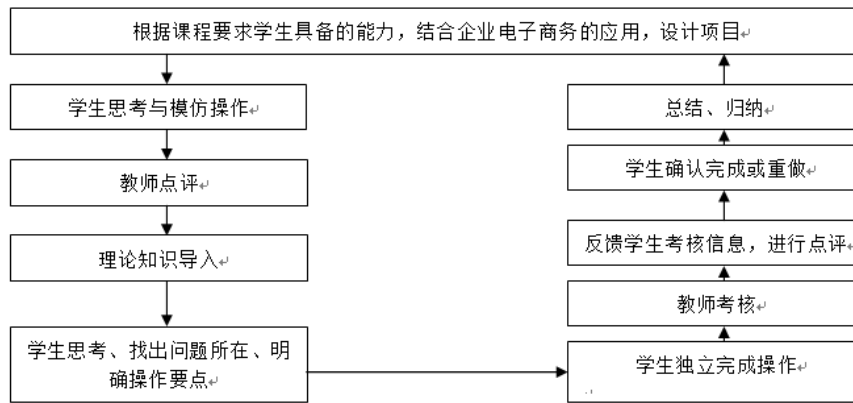 根据课程要求学生具备的能力，结合企业电子商务的应用，设计项目
学生思考与模仿操作
教师点评
理论知识导入
学生思考、找出问题所在、明
确操作要点
学生独立完成操作
教师考核
反馈学生考核信息，进行点评
学生确认完成或重做
总结、归纳